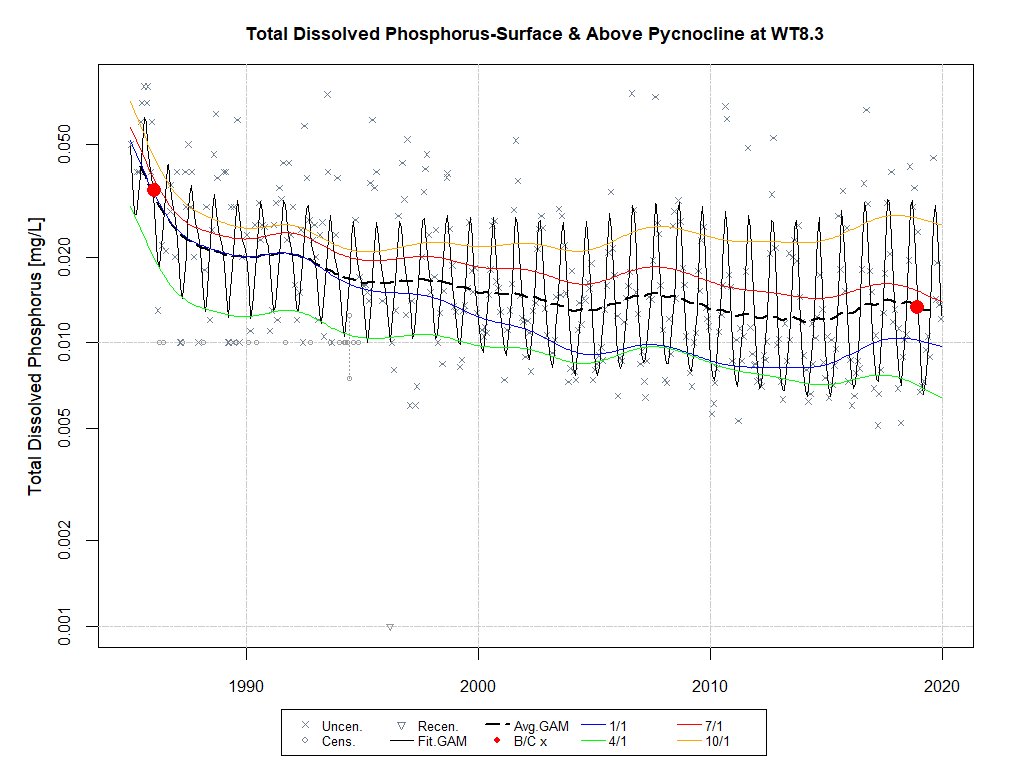 Total Dissolved Phosphorus-Surface & Above Pycnocline at WT8.3
Total Dissolved Phosphorus [mg/L]
0.050
0.020
0.010
0.005
0.002
0.001
1990 2000 2010 2020
Uncen. Recen. Avg.GAM 1/1 7/1
Cens. Fit.GAM B/C x 4/1 10/1